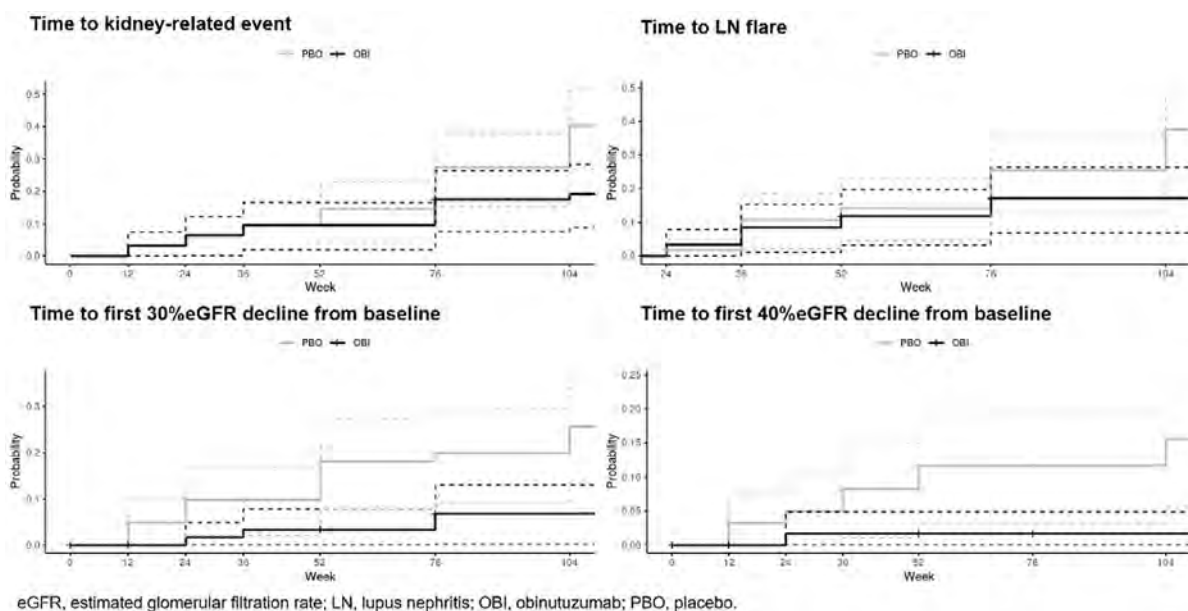 Time to kidney-related event
PBO OBI
Probability
0.5
0.4
0.3
0.2
0.1
0.0
0 12 24 36 52 76 104
Week
Time to LN flare
PBO OBI
Probability
0.5
0.4
0.3
0.2
0.1
0.0
24 36 52 76 104
Week
Time to first 30%eGFR decline from baseline
PBO OBI
Probability
0.3
0.2
0.1
0.0
0 12 24 36 52 76 104
Week
Time to first 40%eGFR decline from baseline
PBO OBI
Probability
0.25
0.20
0.15
0.10
0.05
0.00
0 12 24 36 52 76 104
Week
eGFR, estimated glomerular filtration rate; LN, lupus nephritis; OBI, obinutuzumab; PBO, placebo.